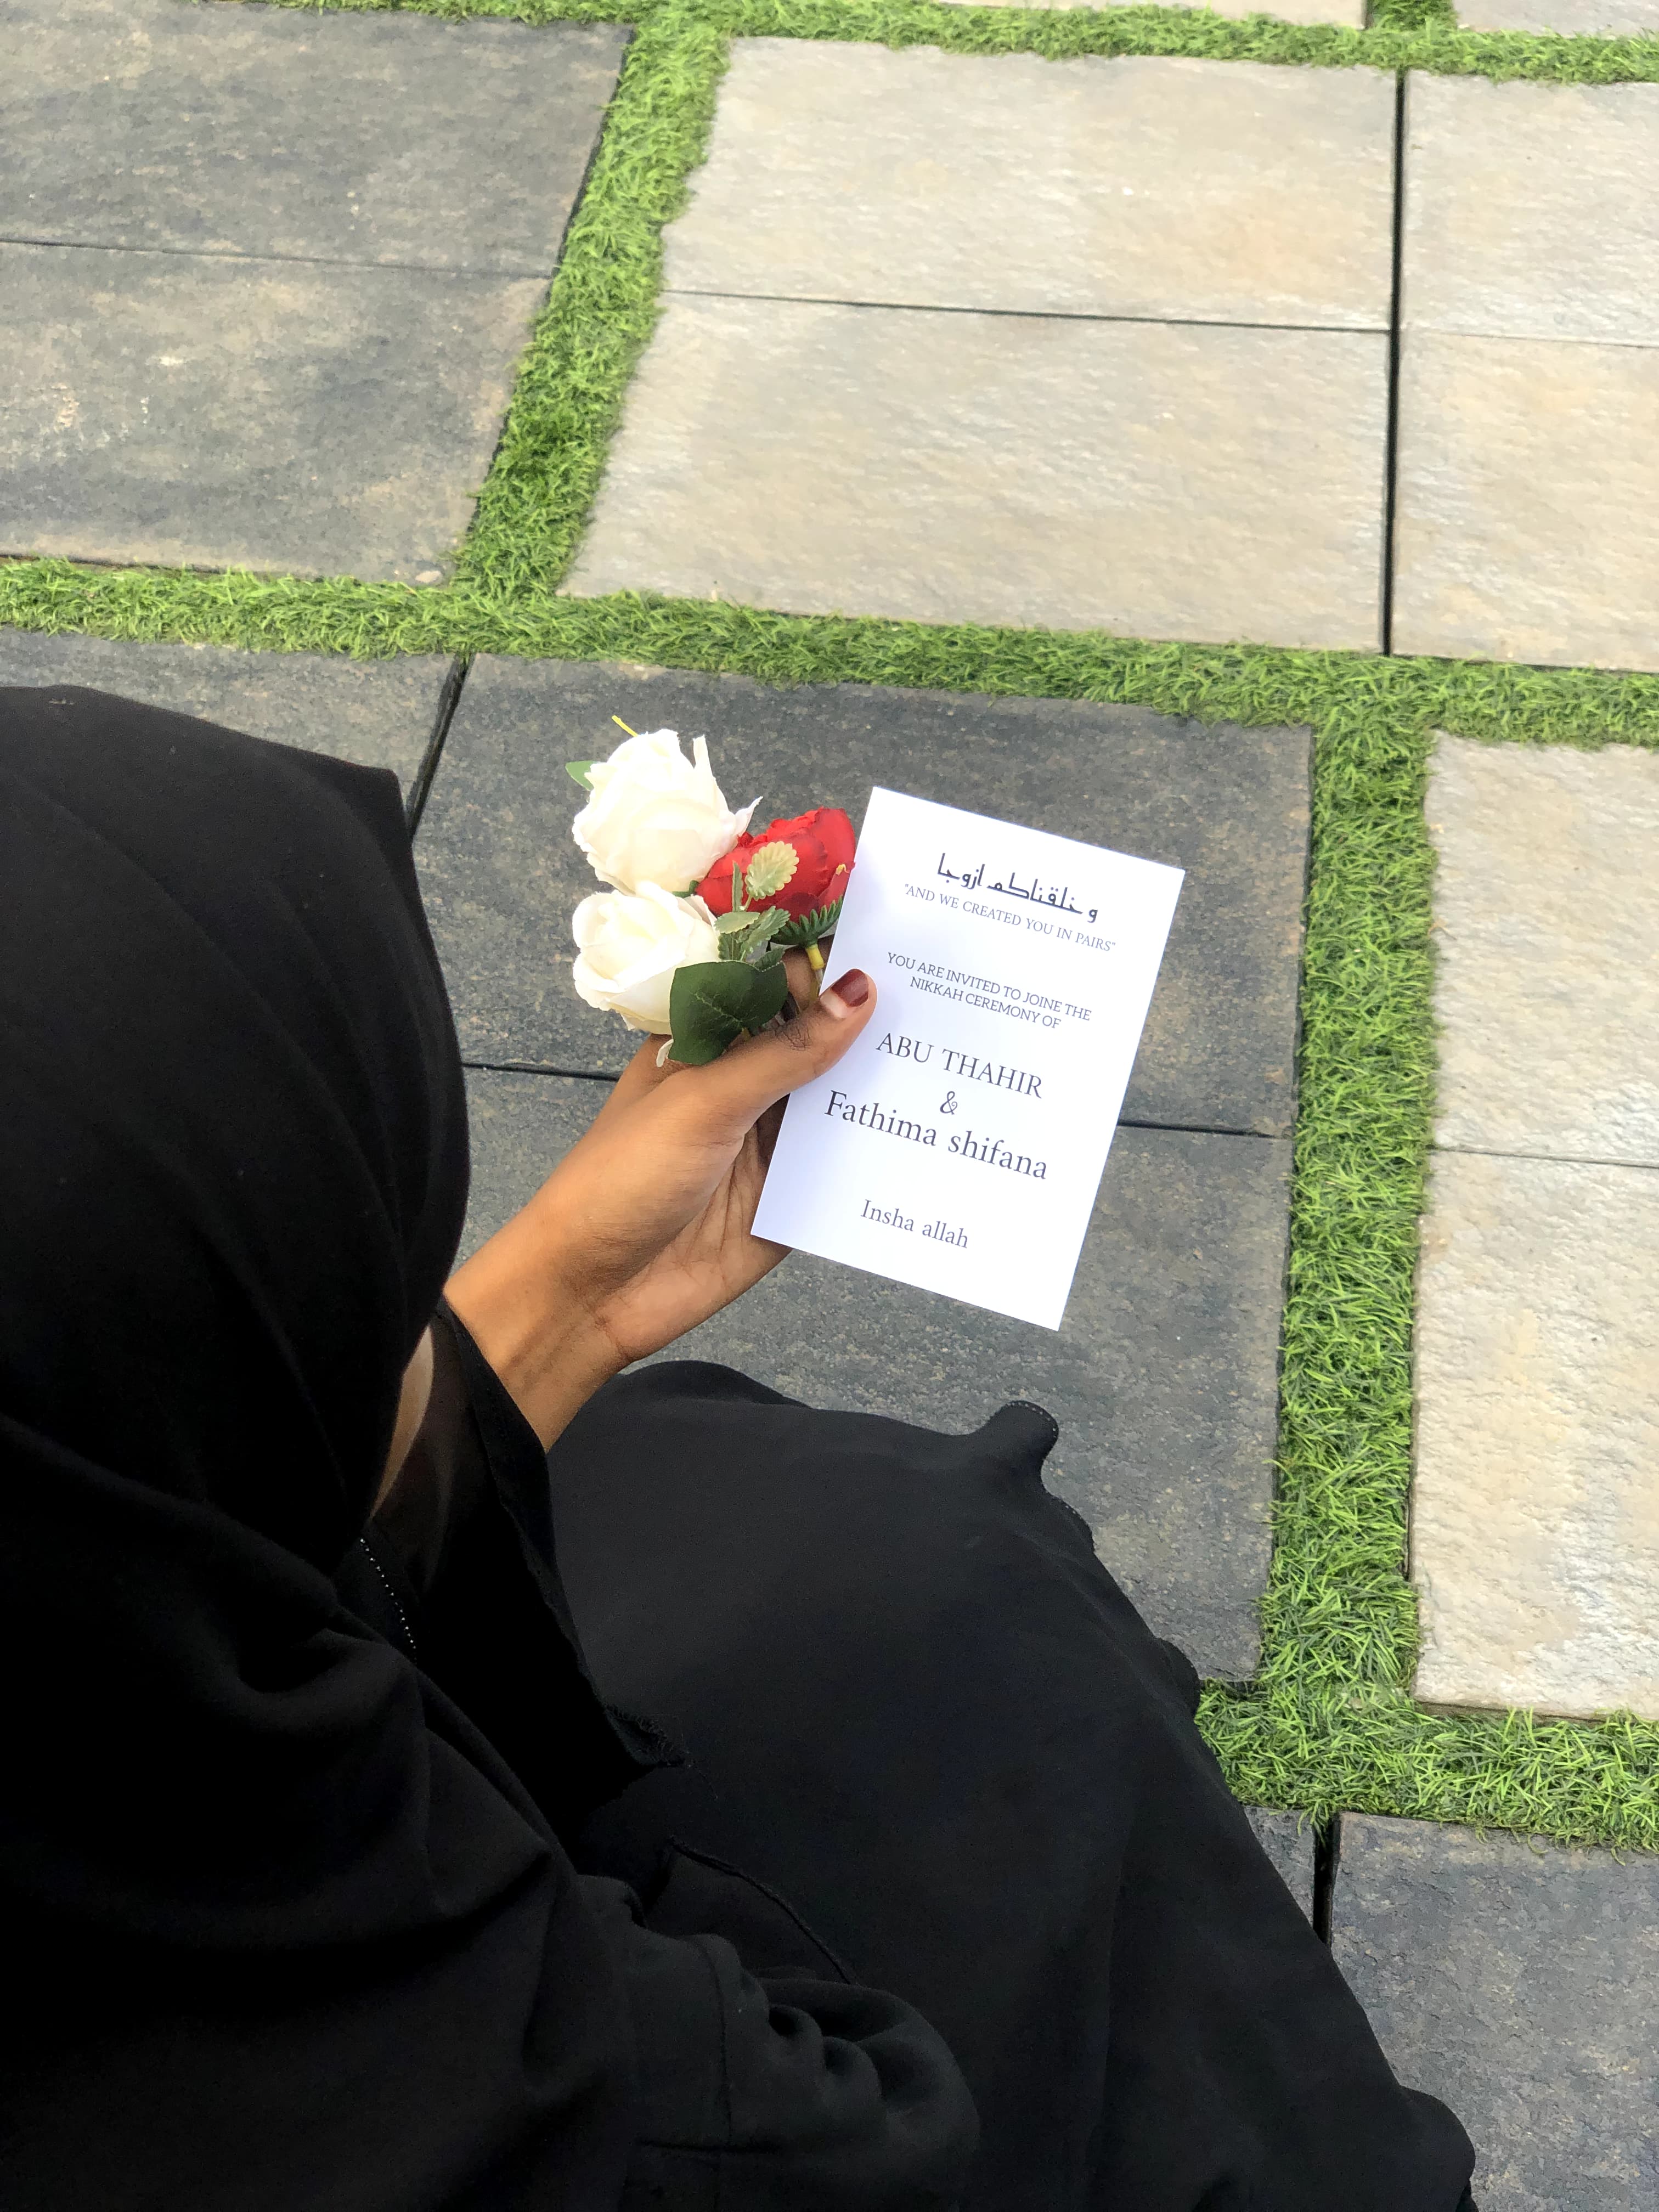 وخلقناكم ازوجا
"AND WE CREATED YOU IN PAIRS"
YOU ARE INVITED TO JOINE THE
NIKKAH CEREMONY OF
ABU THAHIR
&
Fathima shifana
Insha allah